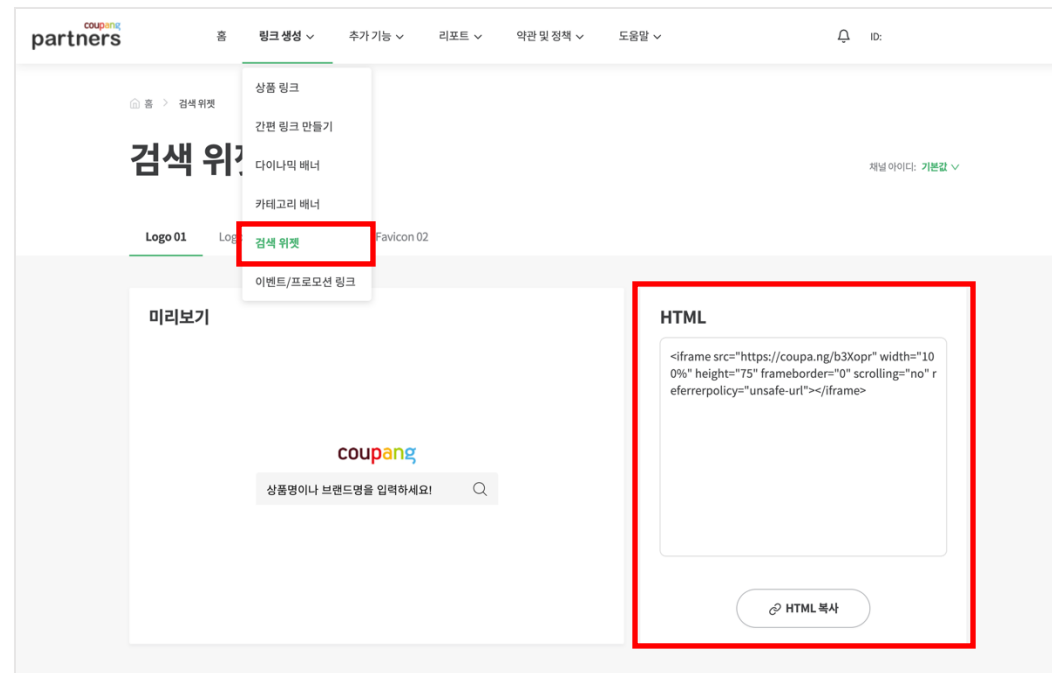 coupang
partners
홈
링크 생성
추가 기능
리포트
약관 및 정책
도움말
ID:
상품 링크
간편 링크 만들기
다이나믹 배너
카테고리 배너
검색 위젯
이벤트/프로모션 링크
홈 > 검색 위젯
검색
채널 아이디: 기본값
Logo 01
Favicon 02
미리보기
coupang
상품명이나 브랜드명을 입력하세요!
HTML
<iframe src="https://coupa.ng/b3Xopr" width="10
0%" height="75" frameborder="0" scrolling="no" r
eferrerpolicy="unsafe-url"></iframe>
HTML 복사